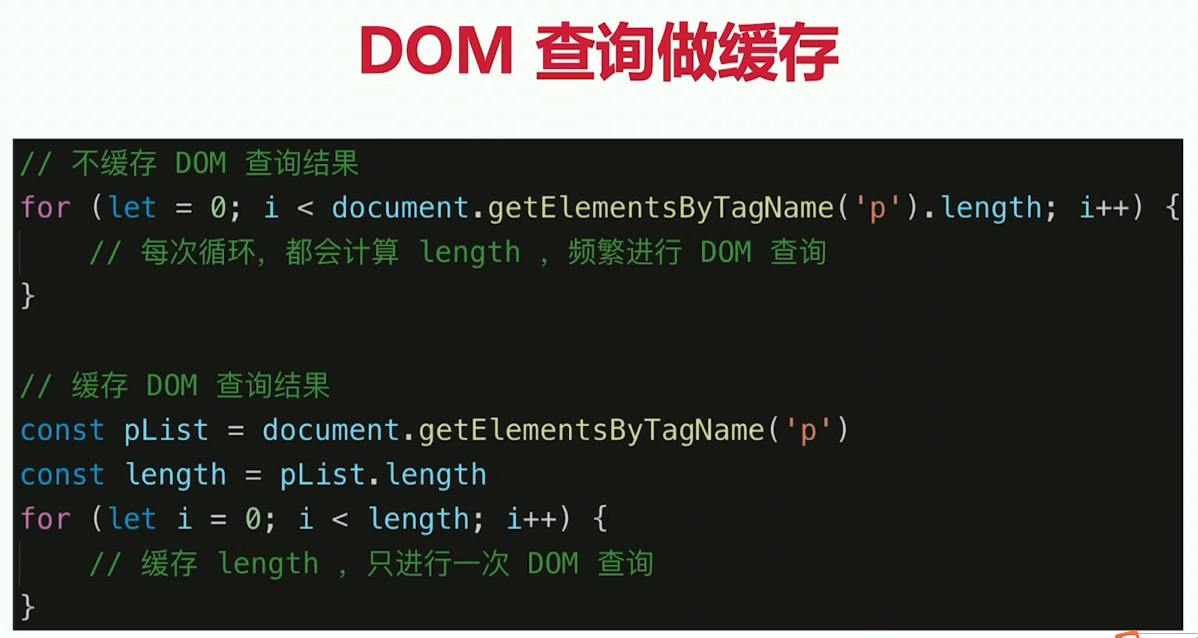 DOM 查询做缓存
// 不缓存 DOM 查询结果
for (let = 0; i < document.getElementsByTagName('p').length; i++) {
    // 每次循环，都会计算 length ，频繁进行 DOM 查询
}
// 缓存 DOM 查询结果
const pList = document.getElementsByTagName('p')
const length = pList.length
for (let i = 0; i < length; i++) {
    // 缓存 length ，只进行一次 DOM 查询
}